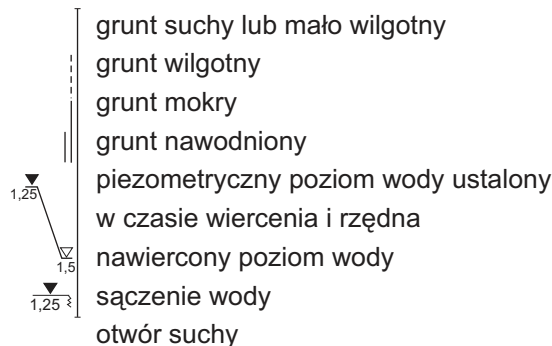 grunt suchy lub mało wilgotny
grunt wilgotny
grunt mokry
grunt nawodniony
1,25 piezometryczny poziom wody ustalony
w czasie wiercenia i rzędna
1,5 nawiercony poziom wody
1,25 sączenie wody
otwór suchy